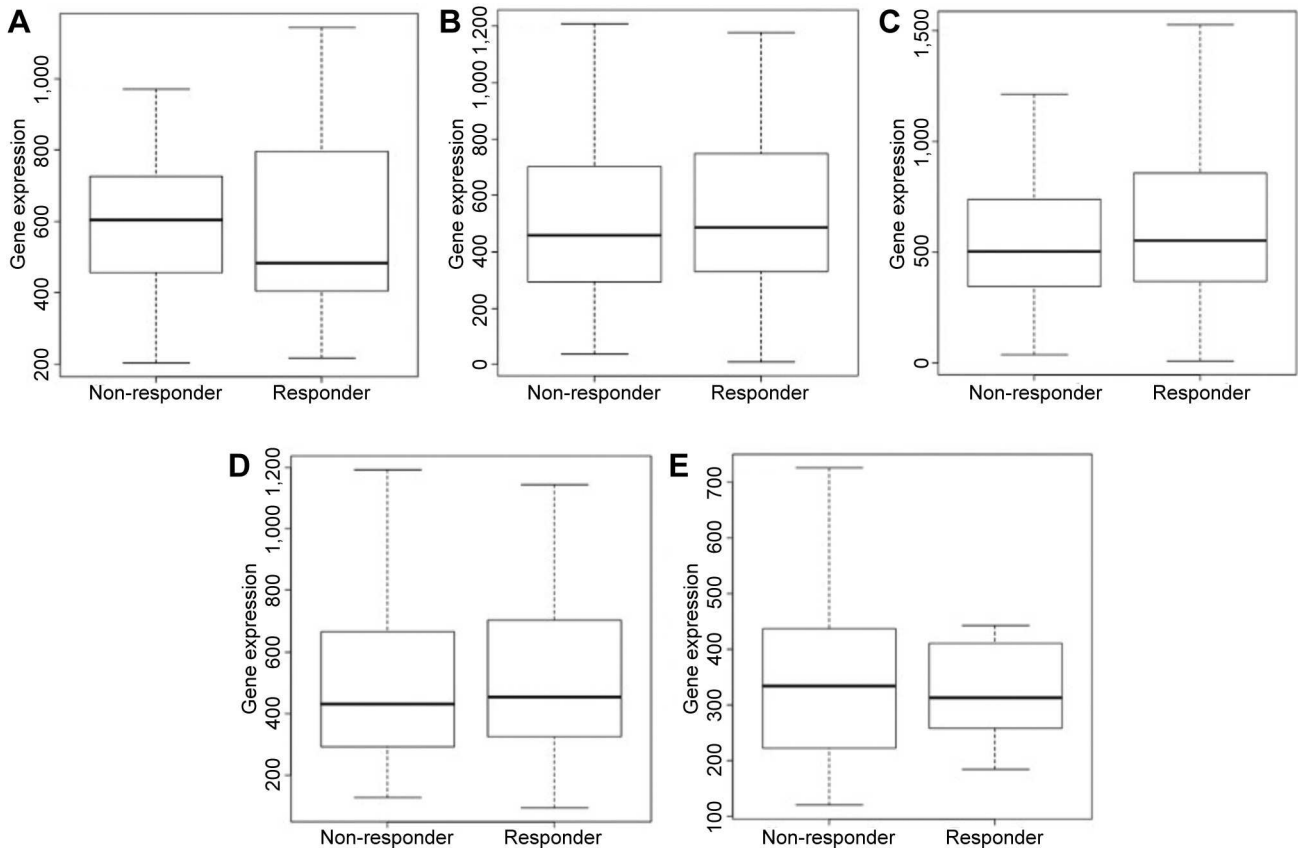 A
Gene expression
1,000
800
600
400
200
Non-responder
Responder
B
Gene expression
1,200
1,000
800
600
400
200
0
Non-responder
Responder
C
Gene expression
1,500
1,000
500
0
Non-responder
Responder
D
Gene expression
1,200
1,000
800
600
400
200
Non-responder
Responder
E
Gene expression
700
600
500
400
300
200
100
Non-responder
Responder